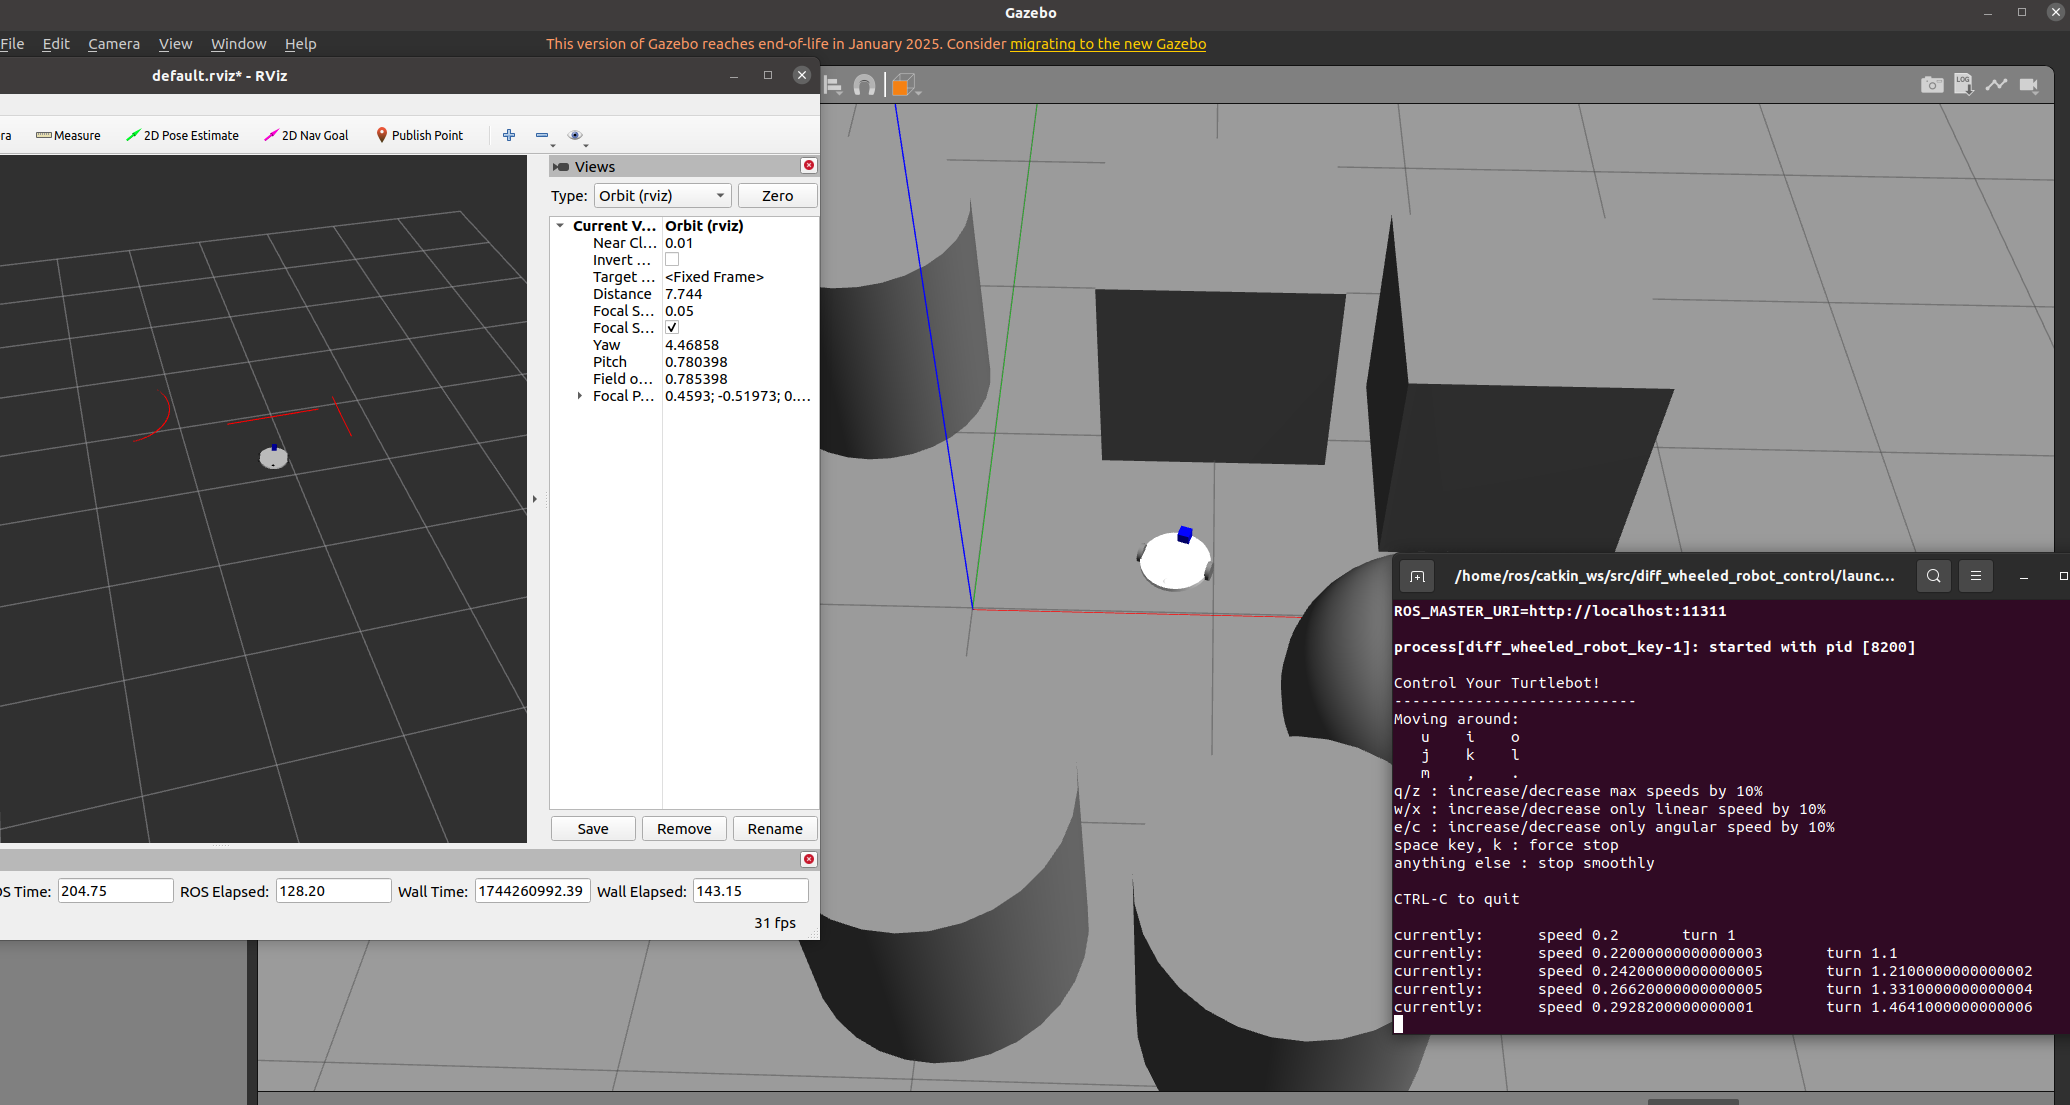 Gazebo
File Edit Camera View Window Help
This version of Gazebo reaches end-of-life in January 2025. Consider migrating to the new Gazebo
default.rviz* - RViz
ra Measure 2D Pose Estimate 2D Nav Goal Publish Point
Views
Type: Orbit (rviz) Zero
Current V... Orbit (rviz)
Near Cl... 0.01
Invert ...
Target ... <Fixed Frame>
Distance 7.744
Focal S... 0.05
Focal S...
Yaw 4.46858
Pitch 0.780398
Field o... 0.785398
Focal P... 0.4593; -0.51973; 0....
Save Remove Rename
OS Time: 204.75 ROS Elapsed: 128.20 Wall Time: 1744260992.39 Wall Elapsed: 143.15
31 fps
LOG
/home/ros/catkin_ws/src/diff_wheeled_robot_control/launc...
ROS_MASTER_URI=http://localhost:11311
process[diff_wheeled_robot_key-1]: started with pid [8200]
Control Your Turtlebot!
---------------------------
Moving around:
u i o
j k l
m , .
q/z : increase/decrease max speeds by 10%
w/x : increase/decrease only linear speed by 10%
e/c : increase/decrease only angular speed by 10%
space key, k : force stop
anything else : stop smoothly
CTRL-C to quit
currently: speed 0.2 turn 1
currently: speed 0.22000000000000003 turn 1.1
currently: speed 0.24200000000000005 turn 1.2100000000000002
currently: speed 0.26620000000000005 turn 1.3310000000000004
currently: speed 0.2928200000000001 turn 1.4641000000000006